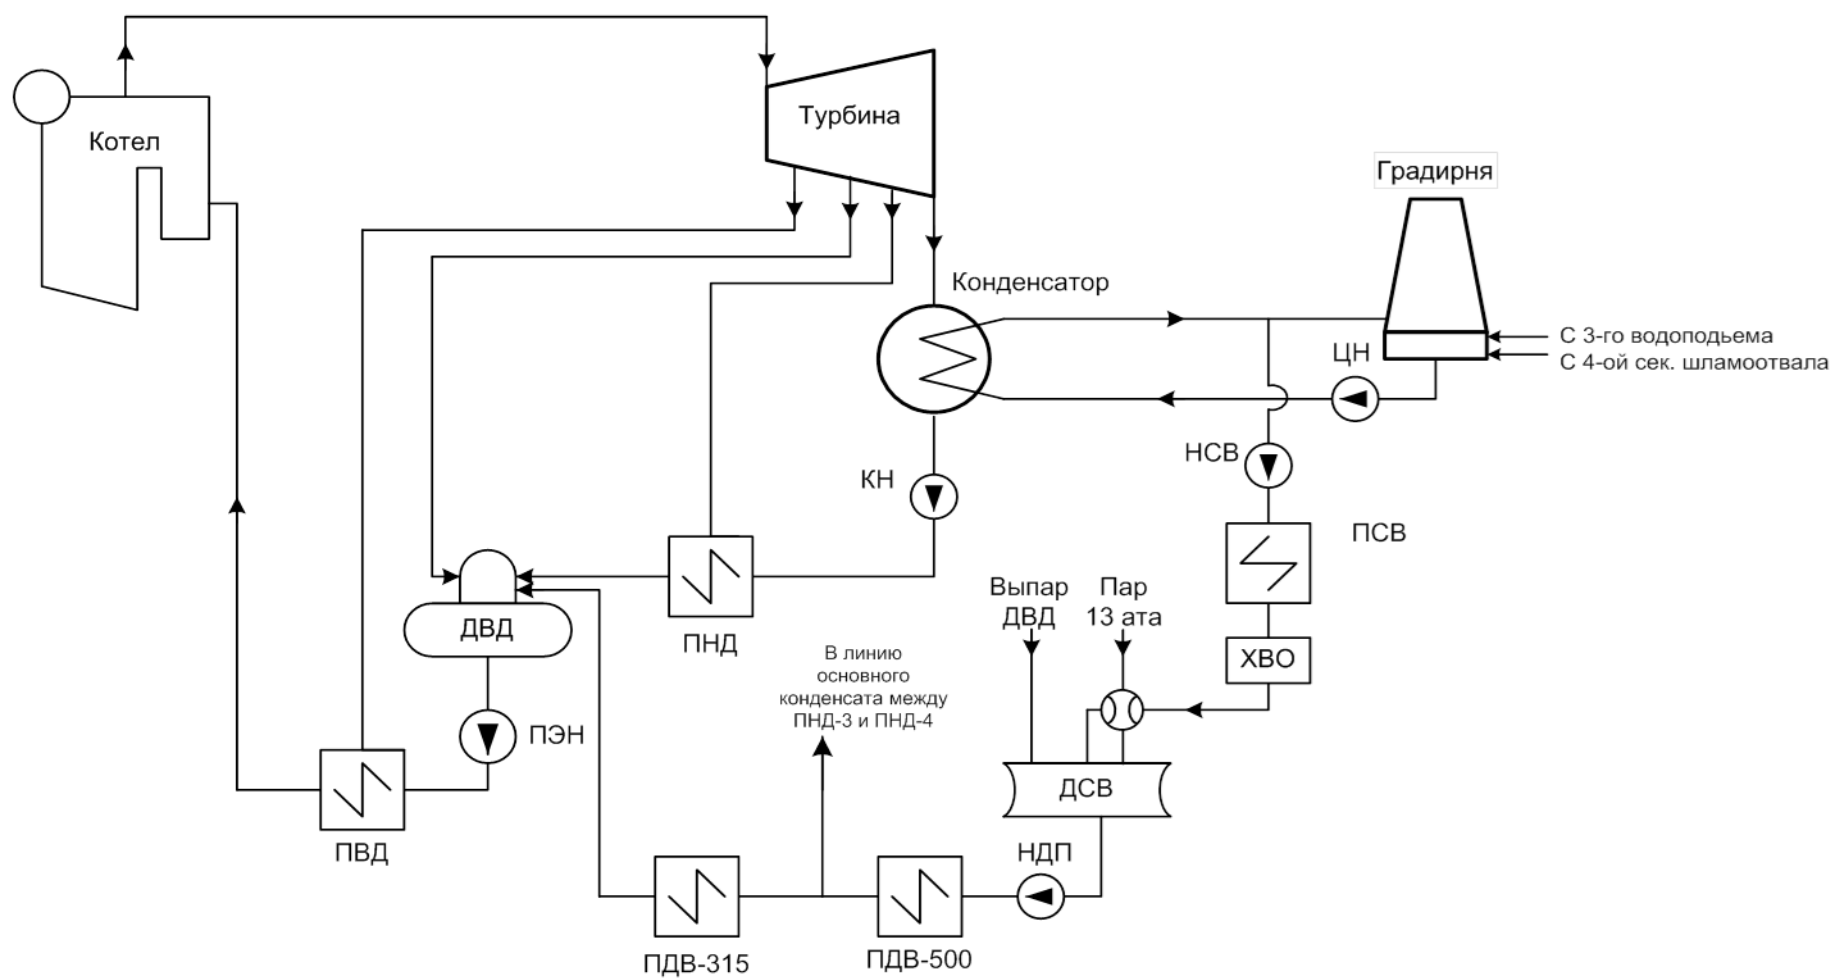 Турбина
Котел
Градирня
Конденсатор
С 3-го водоподьема
ЦН
С 4-ой сек. шламоотвала
НСВ
КН
ПСВ
Выпар
ДВД
Пар
13 ата
ДВД
ПНД
ХВО
В линию
основного
конденсата между
ПНД-3 и ПНД-4
ПЭН
ДСВ
ПВД
НДП
ПДВ-315
ПДВ-500